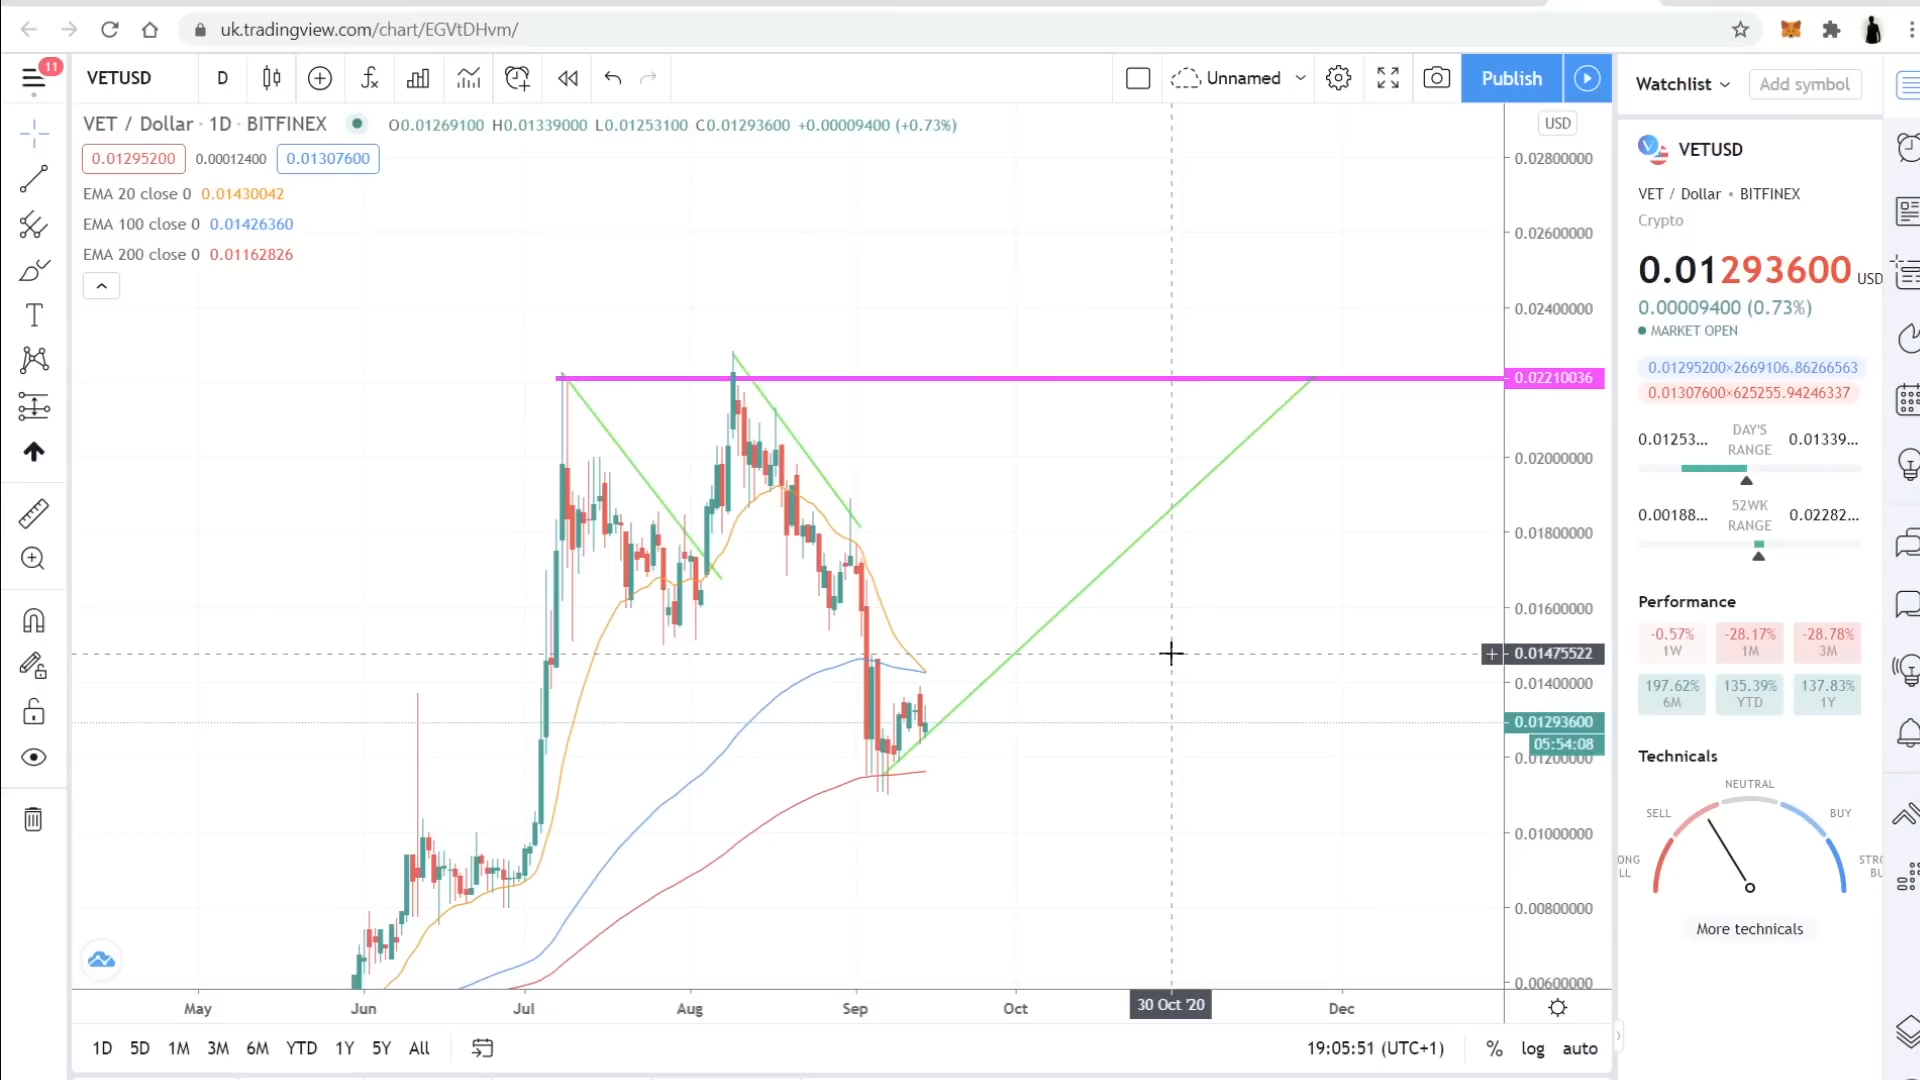 uk.tradingview.com/chart/EGVtDHvm/
11
VETUSD
D
Unnamed
Publish
Watchlist
Add symbol
VET / Dollar · 1D · BITFINEX
O0.01269100 H0.01339000 L0.01253100 C0.01293600 +0.00009400 (+0.73%)
0.01295200 0.00012400 0.01307600
EMA 20 close 0 0.01430042
EMA 100 close 0 0.01426360
EMA 200 close 0 0.01162826
USD
0.02800000
0.02600000
0.02400000
0.02210036
0.02000000
0.01800000
0.01600000
0.01475522
0.01400000
0.01293600
05:54:08
0.01200000
0.01000000
0.00800000
0.00600000
May Jun Jul Aug Sep Oct 30 Oct '20 Dec
1D 5D 1M 3M 6M YTD 1Y 5Y All
19:05:51 (UTC+1) % log auto
VETUSD
VET / Dollar • BITFINEX
Crypto
0.01293600 USD
0.00009400 (0.73%)
MARKET OPEN
0.01295200×2669106.86266563
0.01307600×625255.94246337
0.01253... DAY'S RANGE 0.01339...
0.00188... 52WK RANGE 0.02282...
Performance
-0.57% -28.17% -28.78%
1W 1M 3M
197.62% 135.39% 137.83%
6M YTD 1Y
Technicals
NEUTRAL
SELL BUY
ONG STRO
LL BU
More technicals